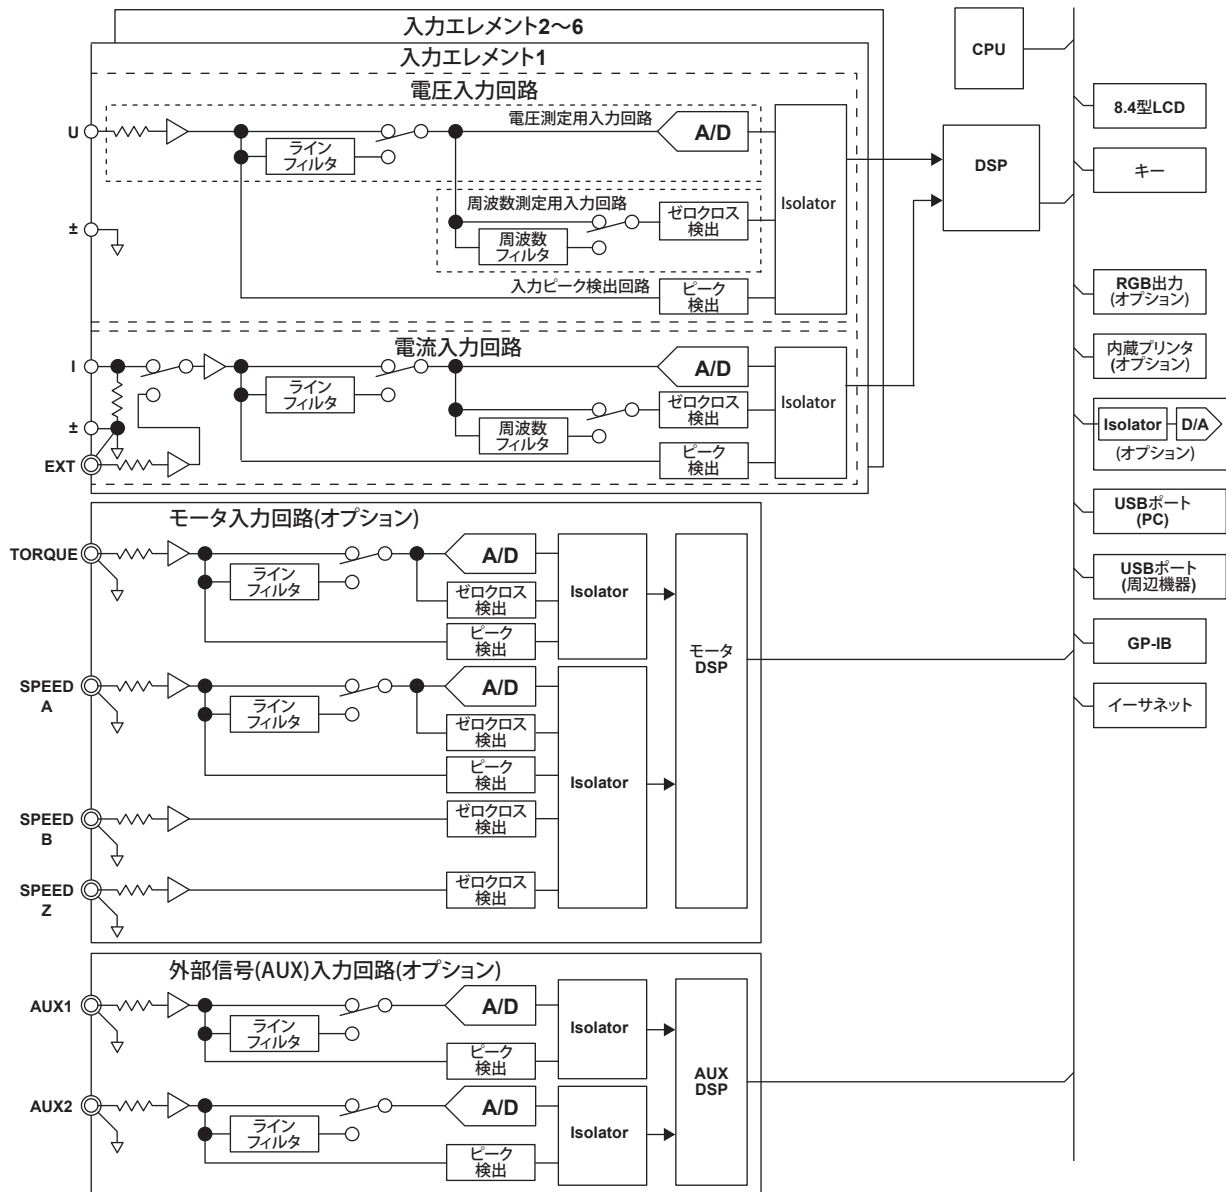 入力エレメント2～6
入力エレメント1
電圧入力回路
電圧測定用入力回路
U
ライン
フィルタ
A/D
Isolator
±
周波数測定用入力回路
周波数
フィルタ
ゼロクロス
検出
入力ピーク検出回路
ピーク
検出
電流入力回路
I
ライン
フィルタ
A/D
Isolator
周波数
フィルタ
ゼロクロス
検出
±
EXT
ピーク
検出
CPU
DSP
8.4型LCD
キー
RGB出力
(オプション)
内蔵プリンタ
(オプション)
Isolator
D/A
(オプション)
USBポート
(PC)
USBポート
(周辺機器)
GP-IB
イーサネット
モータ入力回路(オプション)
TORQUE
ライン
フィルタ
A/D
ゼロクロス
検出
ピーク
検出
Isolator
モータ
DSP
SPEED
A
ライン
フィルタ
A/D
ゼロクロス
検出
ピーク
検出
Isolator
SPEED
B
ゼロクロス
検出
SPEED
Z
ゼロクロス
検出
外部信号(AUX)入力回路(オプション)
AUX1
ライン
フィルタ
A/D
ピーク
検出
Isolator
AUX
DSP
AUX2
ライン
フィルタ
A/D
ピーク
検出
Isolator